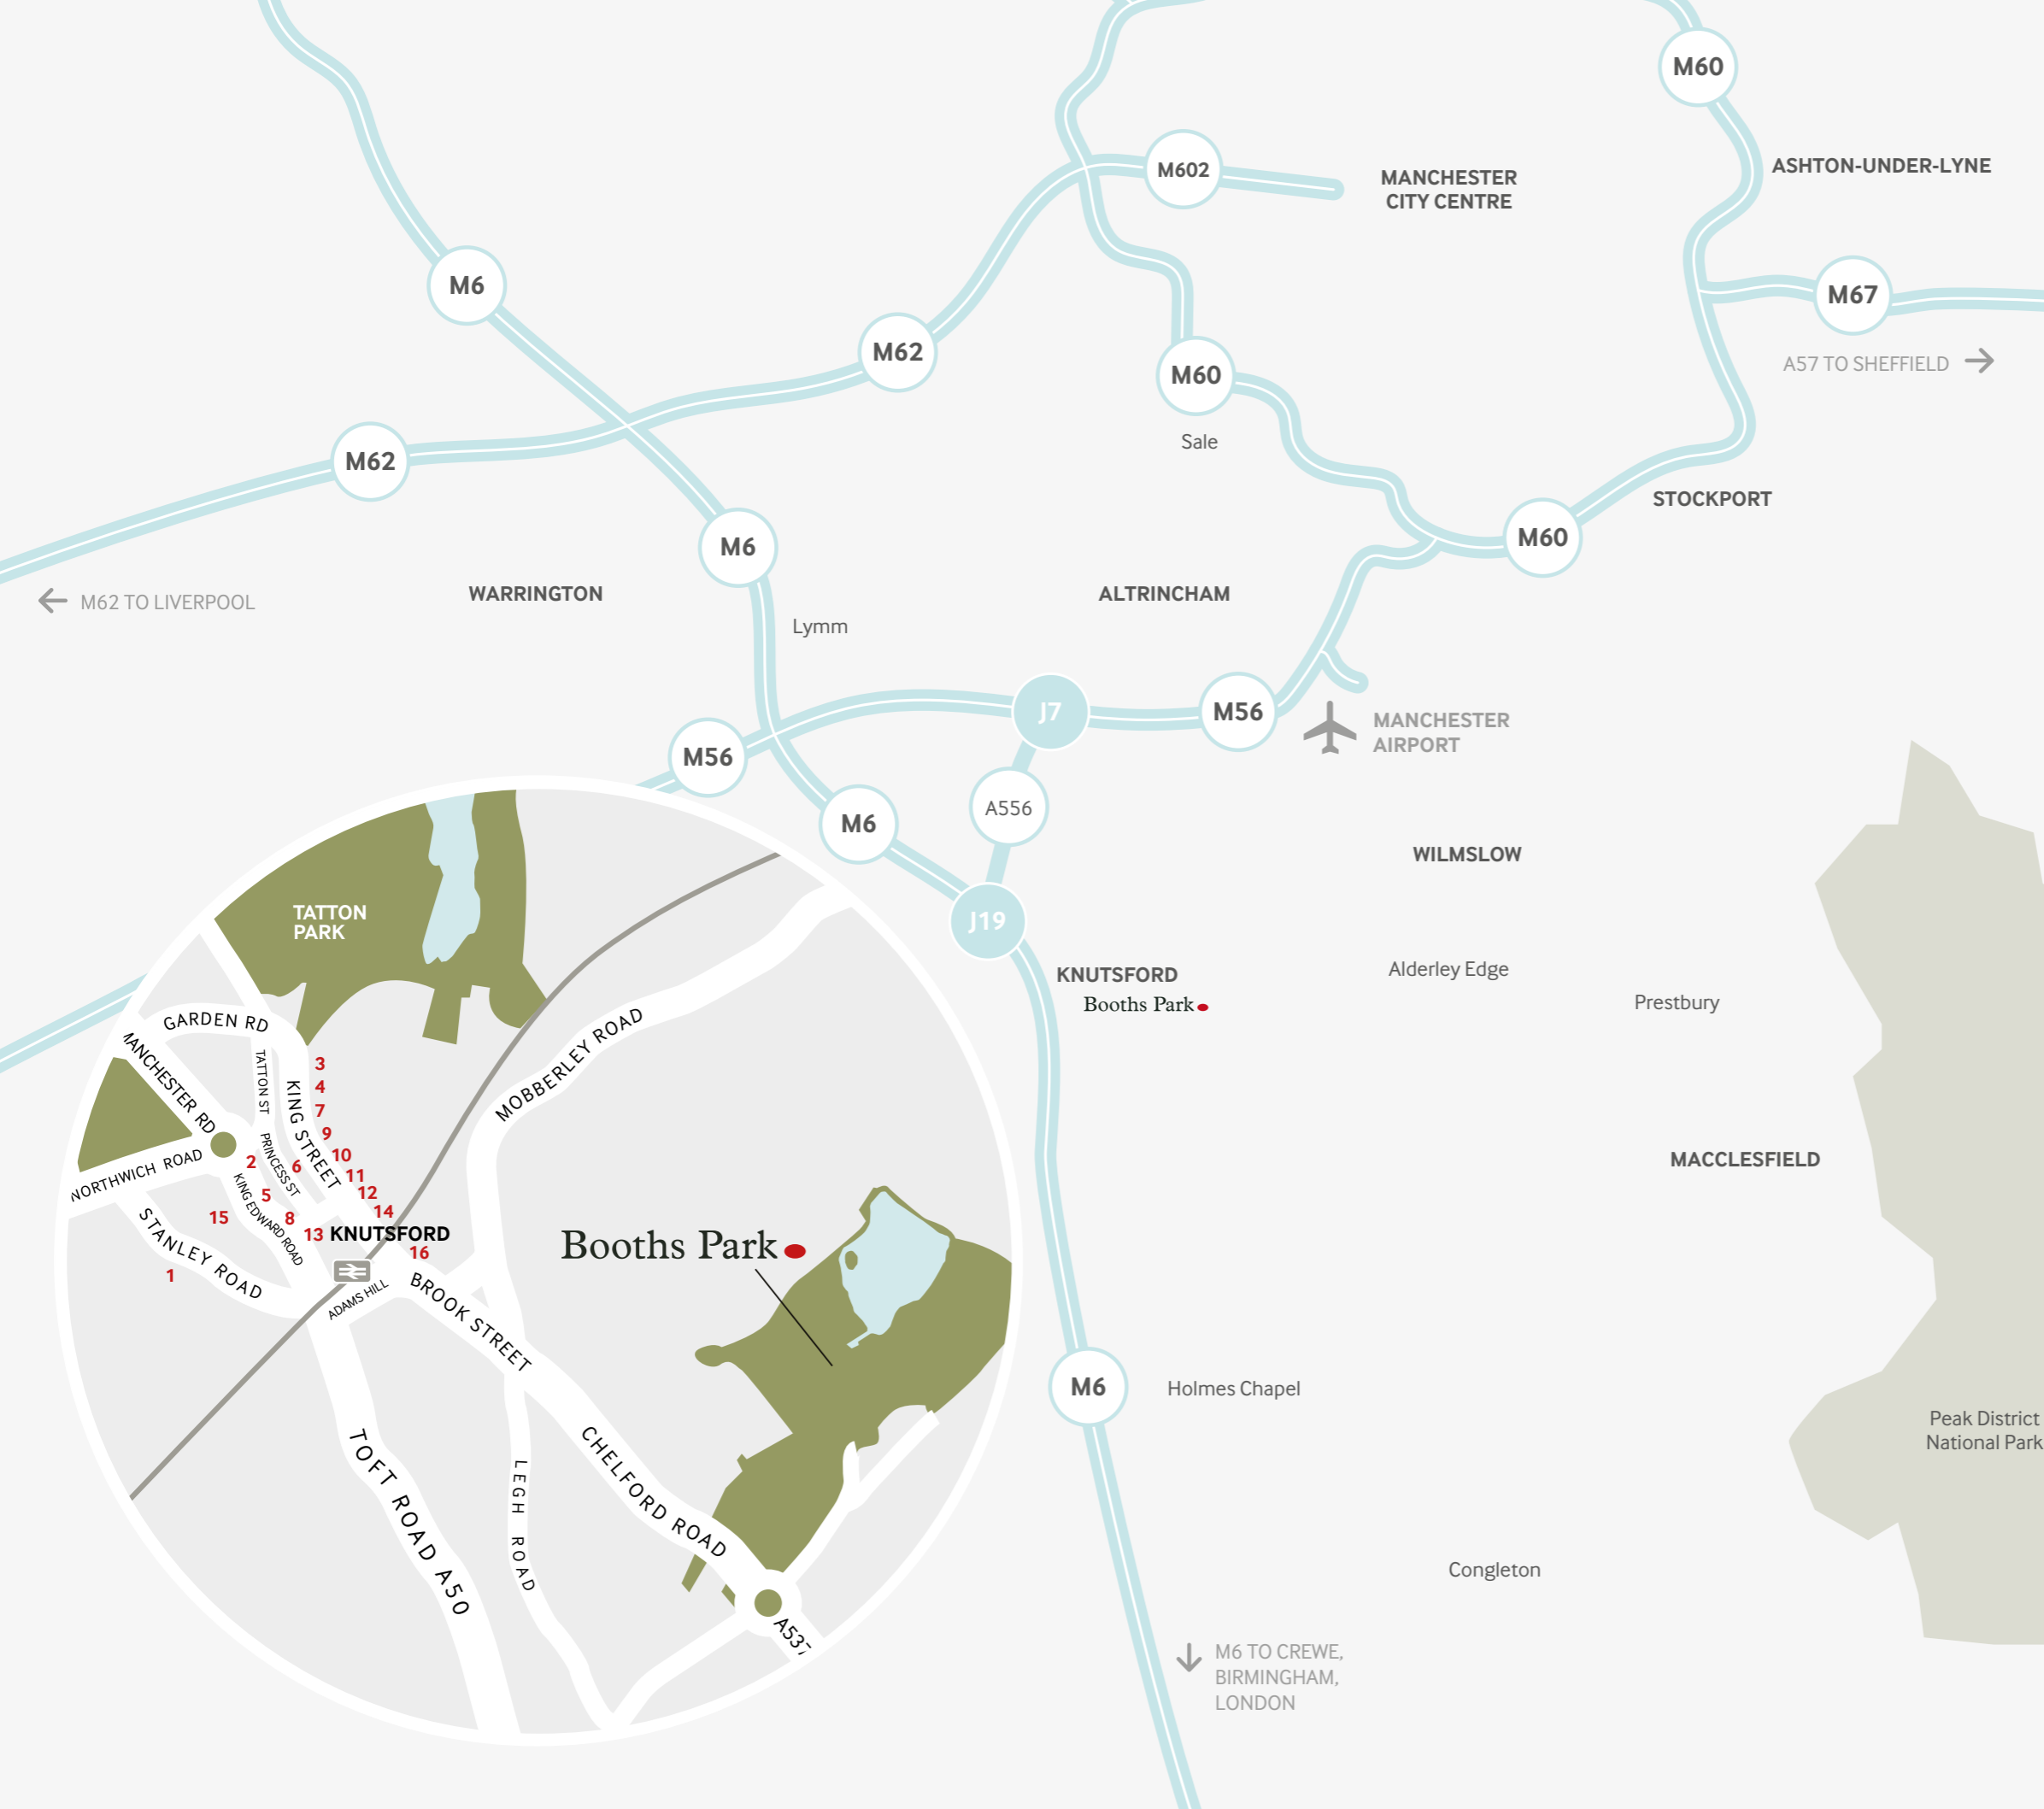 M60
M602
MANCHESTER
CITY CENTRE
ASHTON-UNDER-LYNE
M6
M67
M62
M60
A57 TO SHEFFIELD
Sale
M62
STOCKPORT
M6
M60
WARRINGTON
ALTRINCHAM
M62 TO LIVERPOOL
Lymm
J7
M56
MANCHESTER
AIRPORT
M56
M6
A556
WILMSLOW
J19
KNUTSFORD
Booths Park
Alderley Edge
Prestbury
MACCLESFIELD
M6
Holmes Chapel
Peak District
National Park
Congleton
M6 TO CREWE,
BIRMINGHAM,
LONDON
TATTON
PARK
GARDEN RD
MANCHESTER RD
TATTON ST
KING STREET
MOBBERLEY ROAD
3
4
7
9
10
11
12
14
PRINCESS ST
2
6
5
8
13
15
NORTHWICH ROAD
KING EDWARD ROAD
STANLEY ROAD
1
KNUTSFORD
16
ADAMS HILL
BROOK STREET
Booths Park
TOFT ROAD A50
LEGH ROAD
CHELFORD ROAD
A537